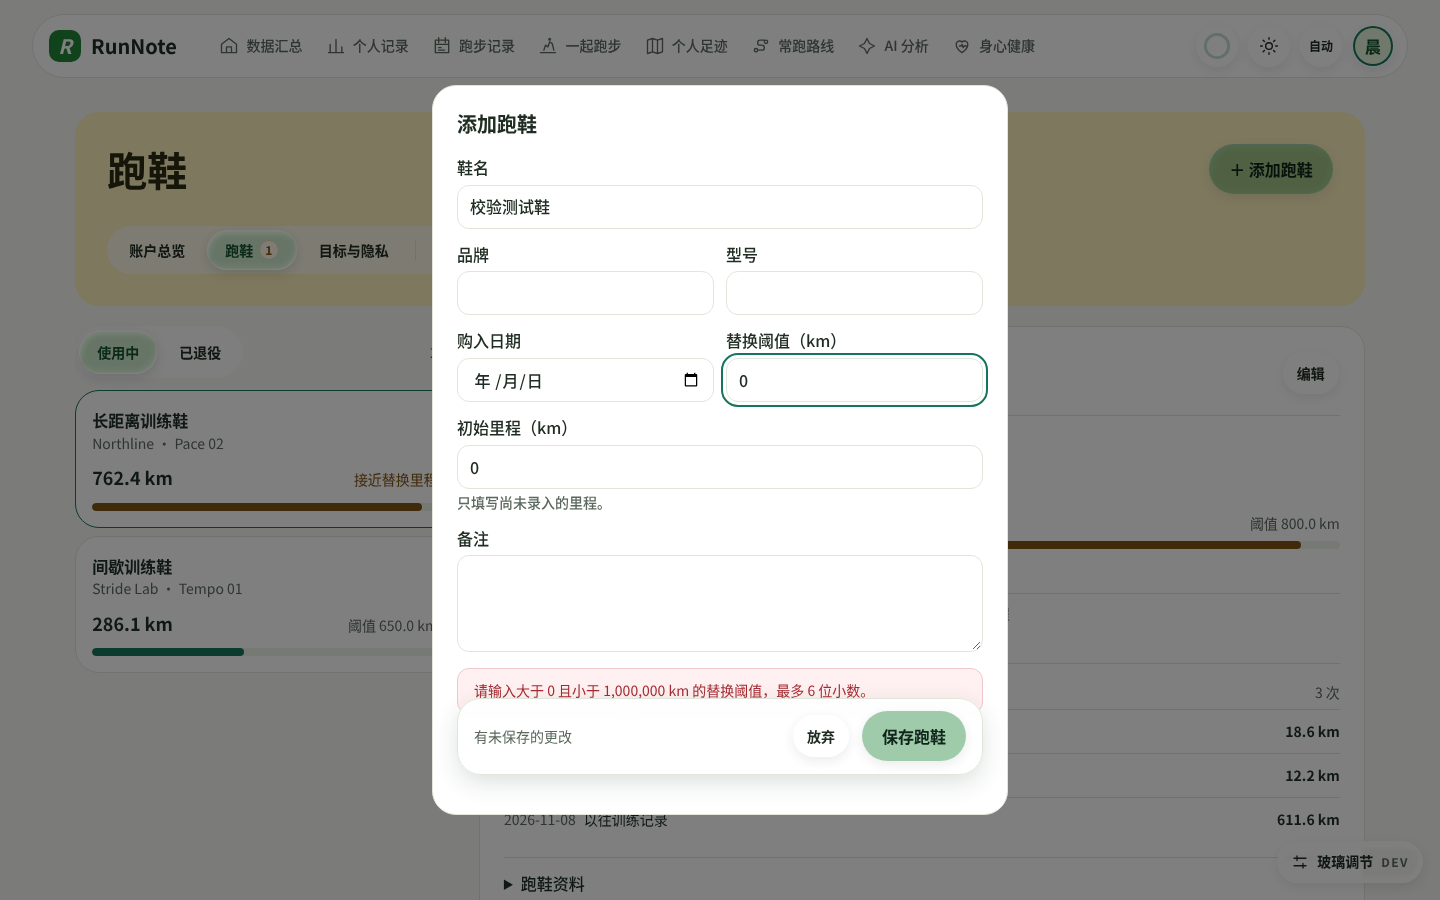 R RunNote 数据汇总 个人记录 跑步记录 一起跑步 个人足迹 常跑路线 AI 分析 身心健康 自动 晨
跑鞋
+ 添加跑鞋
账户总览 跑鞋 1 目标与隐私
使用中 已退役
长距离训练鞋
Northline • Pace 02
762.4 km 接近替换里程
间歇训练鞋
Stride Lab • Tempo 01
286.1 km 阈值 650.0 km
添加跑鞋
鞋名
校验测试鞋
品牌 型号
购入日期 替换阈值（km）
年 /月/日 0
初始里程（km）
0
只填写尚未录入的里程。
备注
请输入大于 0 且小于 1,000,000 km 的替换阈值，最多 6 位小数。
有未保存的更改 放弃 保存跑鞋
编辑
阈值 800.0 km
3 次
18.6 km
12.2 km
2026-11-08 以往训练记录 611.6 km
跑鞋资料
玻璃调节 DEV